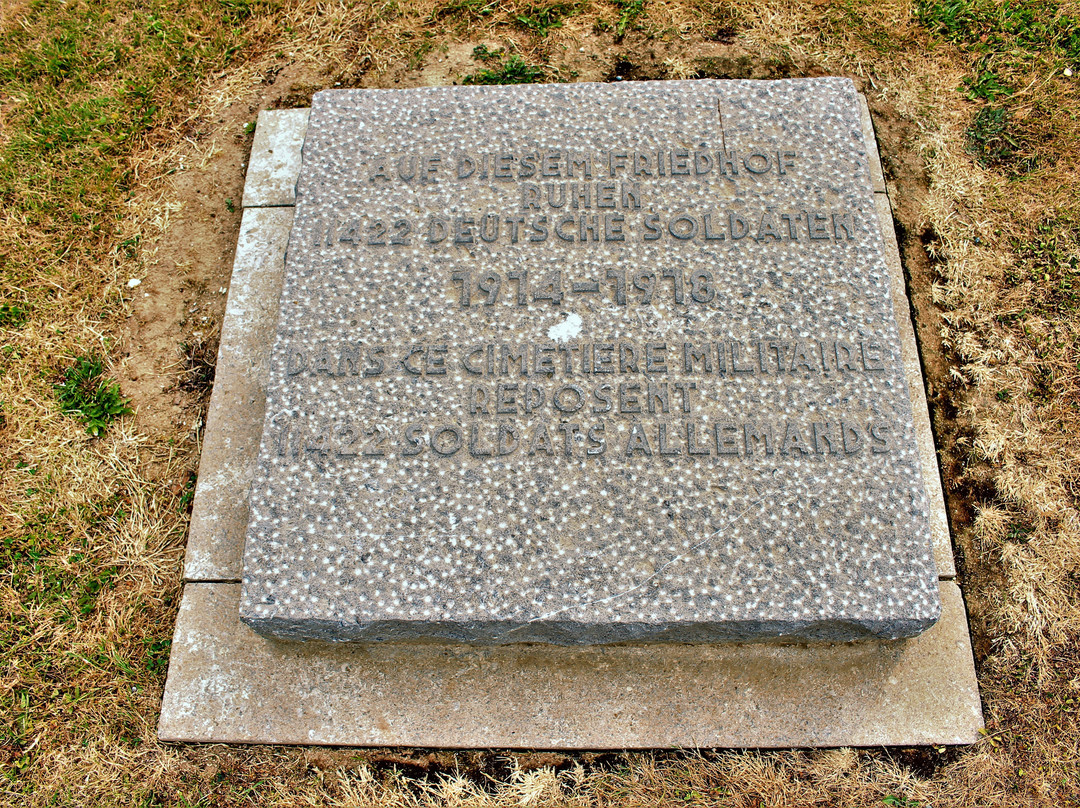 AUF DIESEM FRIEDHOF
RUHEN
11422 DEUTSCHE SOLDATEN
1914-1918
DANS CE CIMETIERE MILITAIRE
REPOSENT
11422 SOLDATS ALLEMANDS